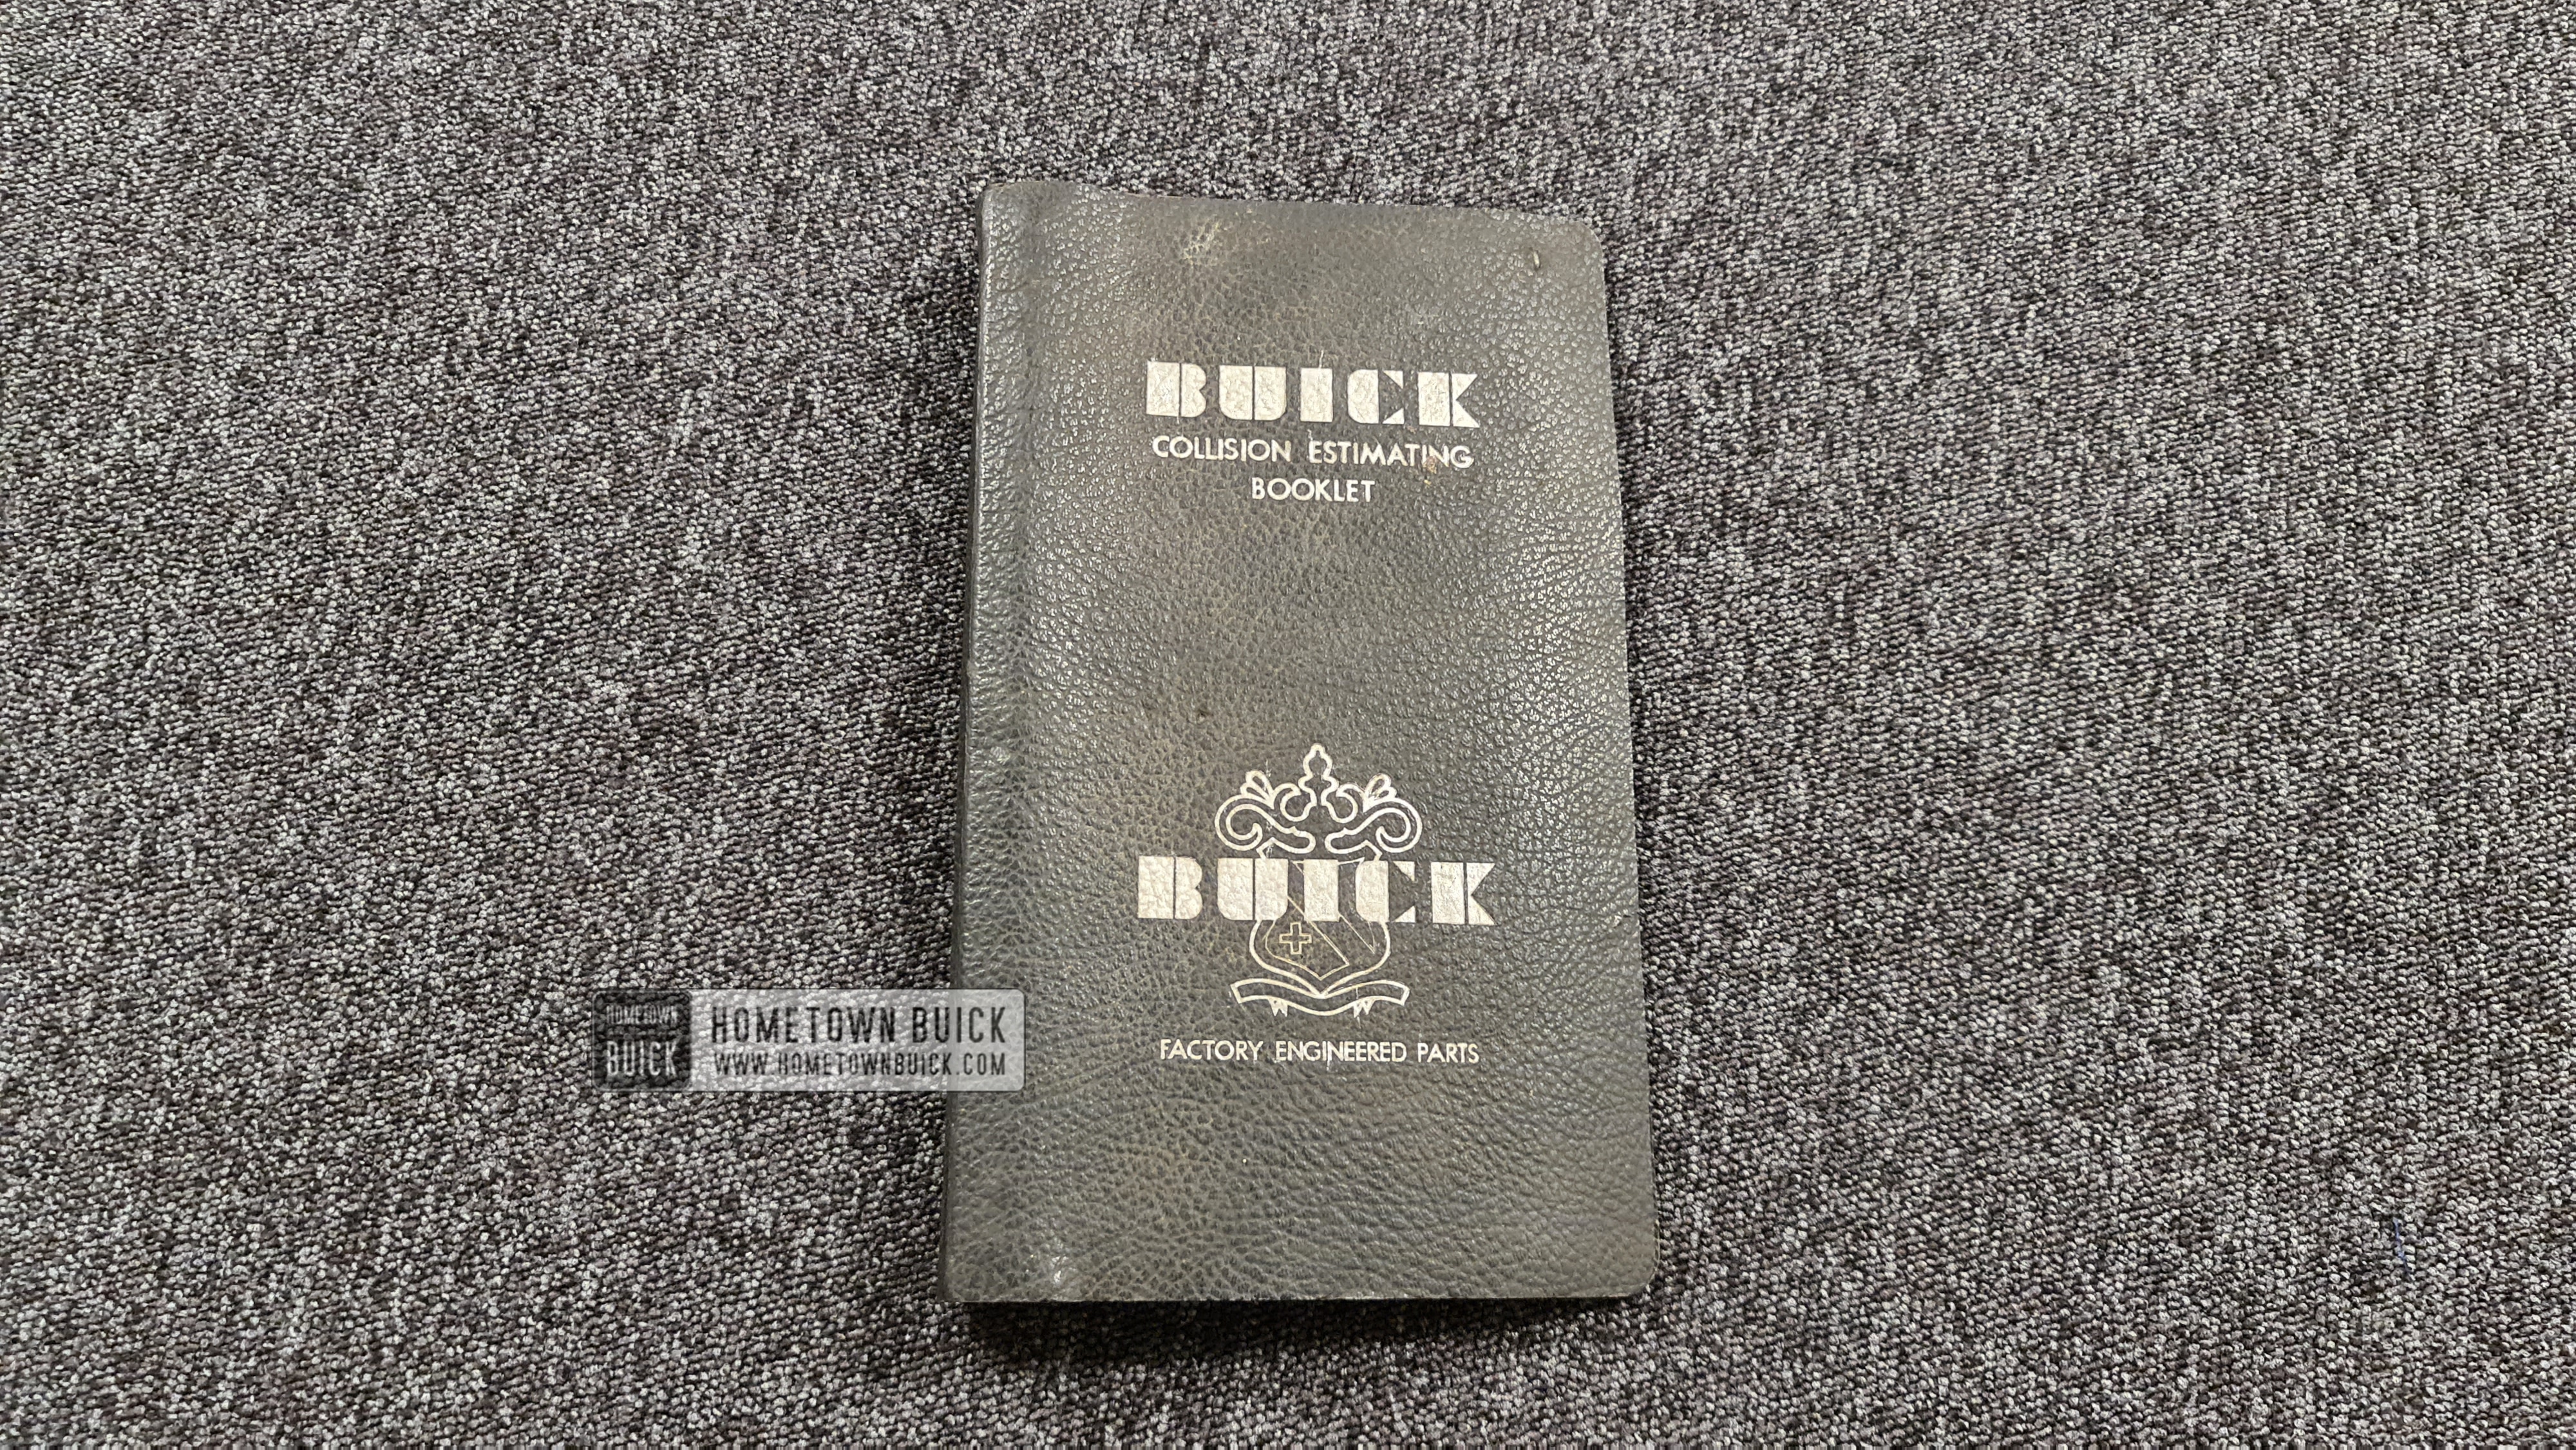 BUICK
COLLISION ESTIMATING
BOOKLET
BUICK
FACTORY ENGINEERED PARTS
HOMETOWN
BUICK
HOMETOWN BUICK
WWW.HOMETOWNBUICK.COM